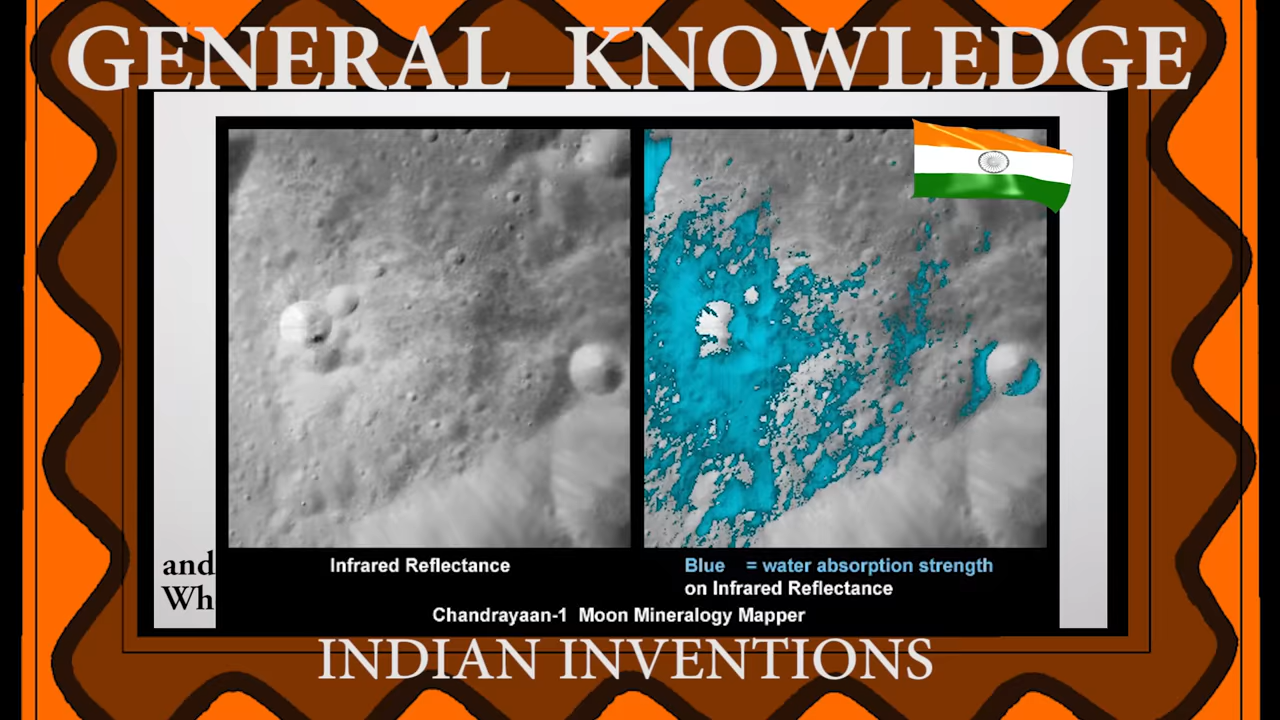 GENERAL KNOWLEDGE
and
Wh
Infrared Reflectance
Blue = water absorption strength
on Infrared Reflectance
Chandrayaan-1 Moon Mineralogy Mapper
INDIAN INVENTIONS